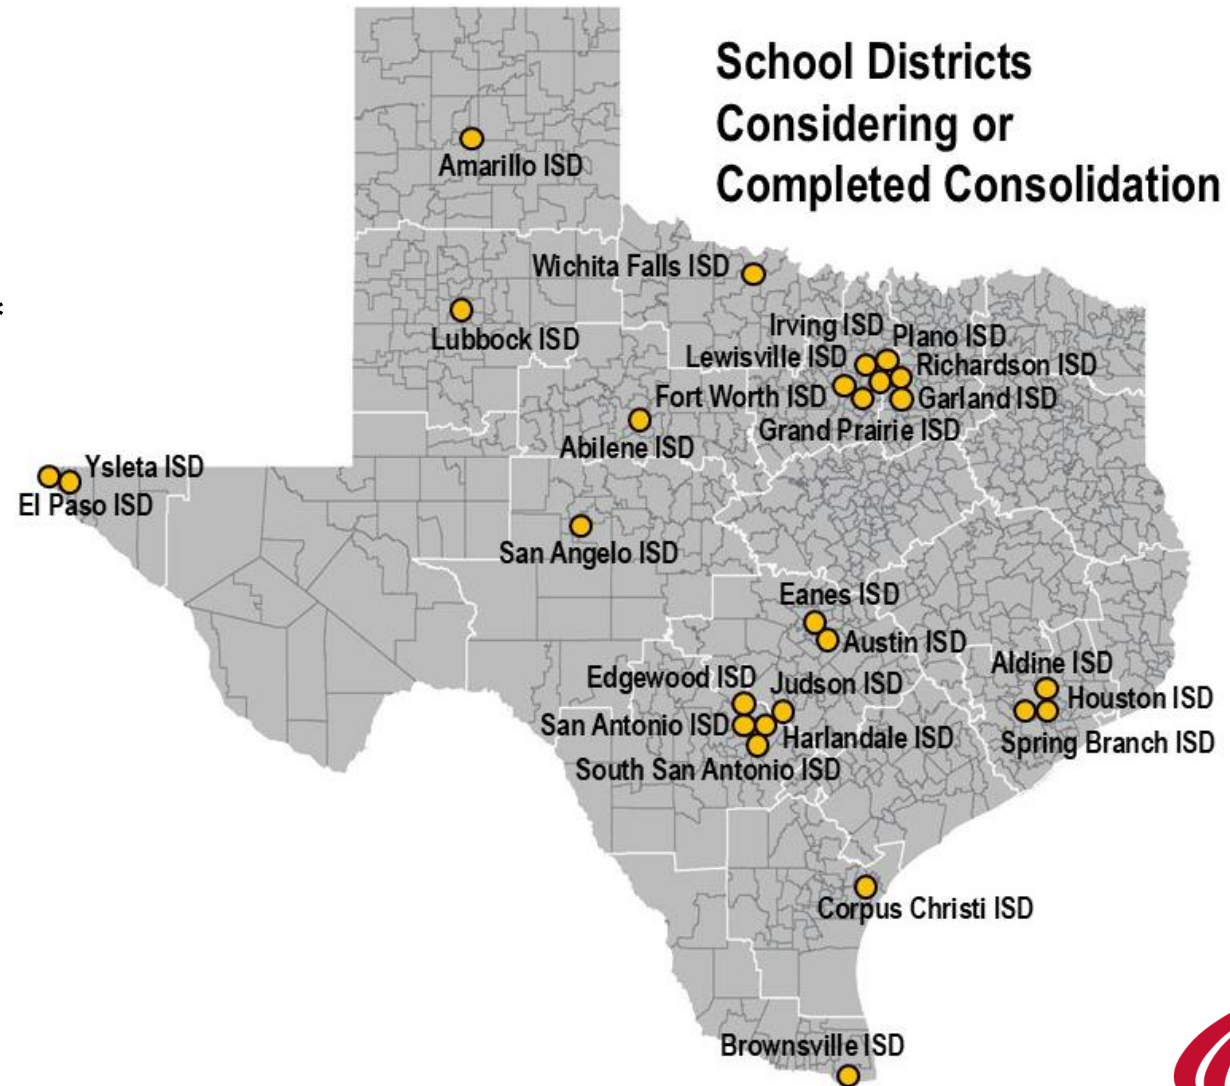 School Districts
Considering or
Completed Consolidation
Amarillo ISD
Wichita Falls ISD
*
Lubbock ISD
Irving ISD
Plano ISD
Lewisville ISD
Richardson ISD
Fort Worth ISD
Garland ISD
Grand Prairie ISD
Abilene ISD
Ysleta ISD
El Paso ISD
San Angelo ISD
Eanes ISD
Austin ISD
Aldine ISD
Edgewood ISD
Judson ISD
Houston ISD
San Antonio ISD
Harlandale ISD
Spring Branch ISD
South San Antonio ISD
Corpus Christi ISD
Brownsville ISD